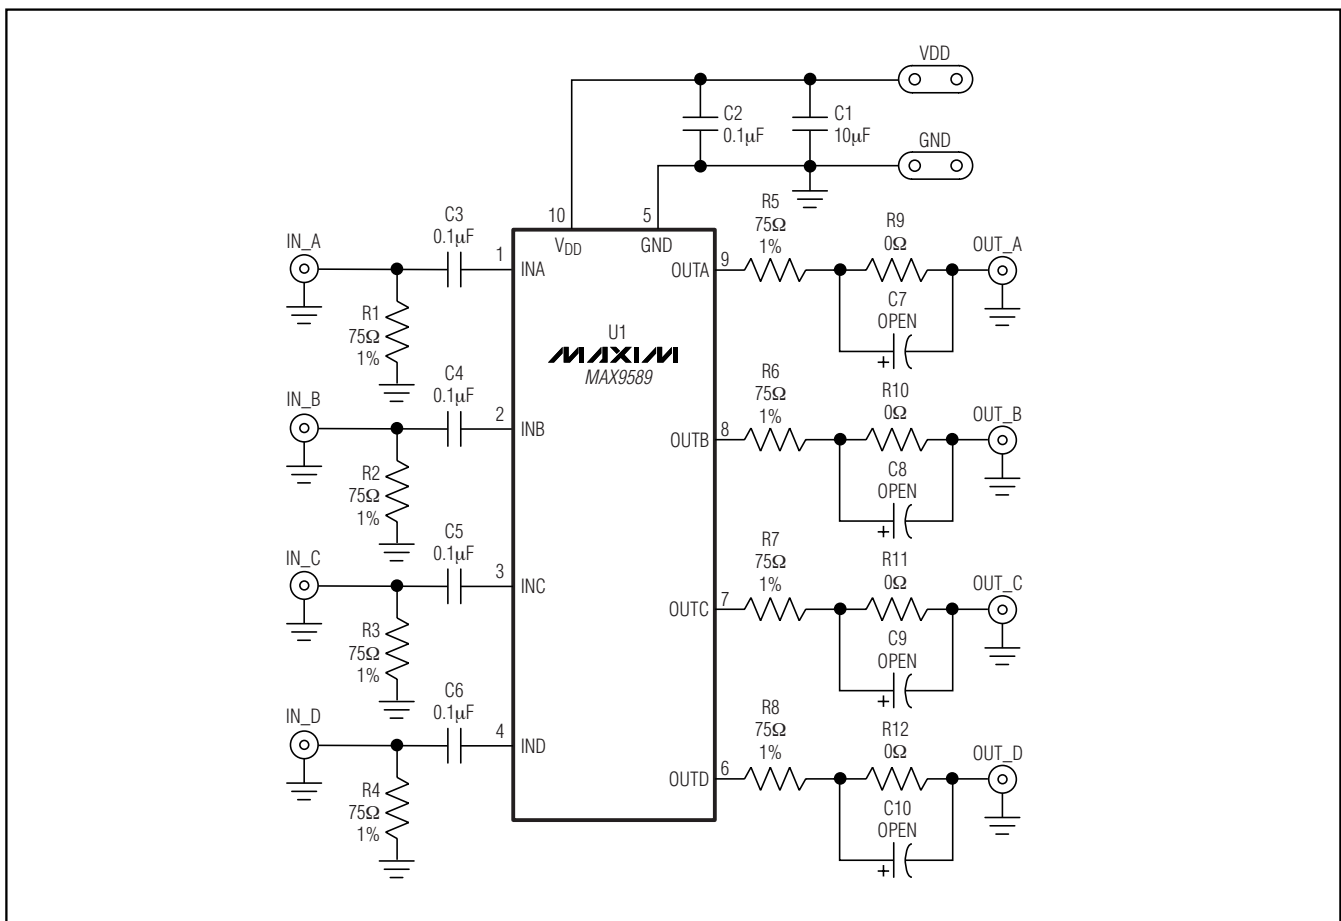 VDD
C2
0.1µF
C1
10µF
GND
10
VDD
5
GND
IN_A
C3
0.1µF
1
INA
R1
75Ω
1%
IN_B
C4
0.1µF
2
INB
R2
75Ω
1%
IN_C
C5
0.1µF
3
INC
R3
75Ω
1%
IN_D
C6
0.1µF
4
IND
R4
75Ω
1%
U1
MAXIM
MAX9589
OUTA
9
R5
75Ω
1%
R9
0Ω
C7
OPEN
+
OUT_A
OUTB
8
R6
75Ω
1%
R10
0Ω
C8
OPEN
+
OUT_B
OUTC
7
R7
75Ω
1%
R11
0Ω
C9
OPEN
+
OUT_C
OUTD
6
R8
75Ω
1%
R12
0Ω
C10
OPEN
+
OUT_D